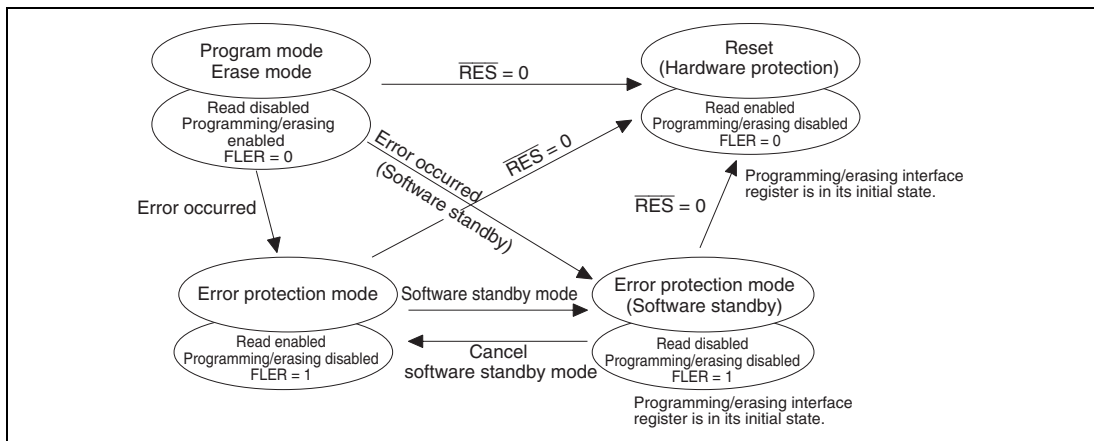 Program mode
Erase mode
Read disabled
Programming/erasing
enabled
FLER = 0
RES = 0
Reset
(Hardware protection)
Read enabled
Programming/erasing disabled
FLER = 0
Programming/erasing interface
register is in its initial state.
Error occurred
(Software standby)
RES = 0
RES = 0
Error occurred
Error protection mode
Read enabled
Programming/erasing disabled
FLER = 1
Software standby mode
Cancel
software standby mode
Error protection mode
(Software standby)
Read disabled
Programming/erasing disabled
FLER = 1
Programming/erasing interface
register is in its initial state.